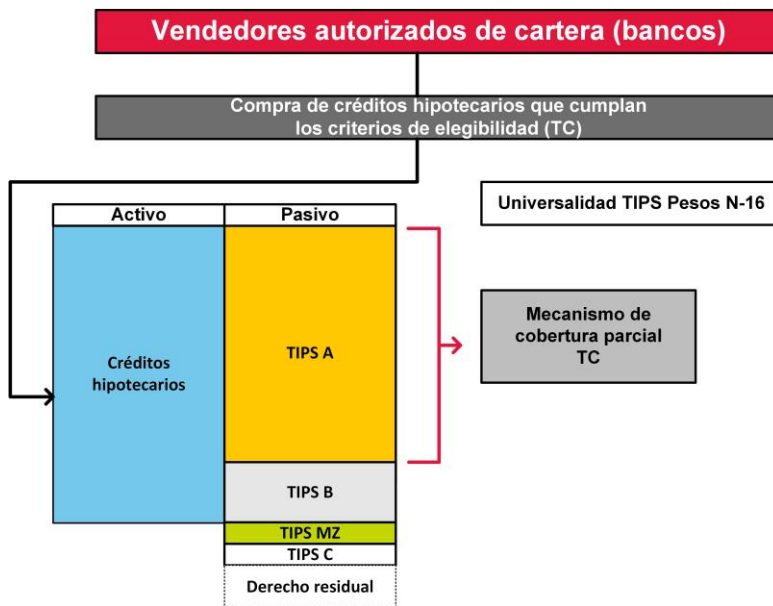 Vendedores autorizados de cartera (bancos)
Compra de créditos hipotecarios que cumplan
los criterios de elegibilidad (TC)
Universalidad TIPS Pesos N-16
Activo
Pasivo
Créditos
hipotecarios
TIPS A
Mecanismo de
cobertura parcial
TC
TIPS B
TIPS MZ
TIPS C
Derecho residual